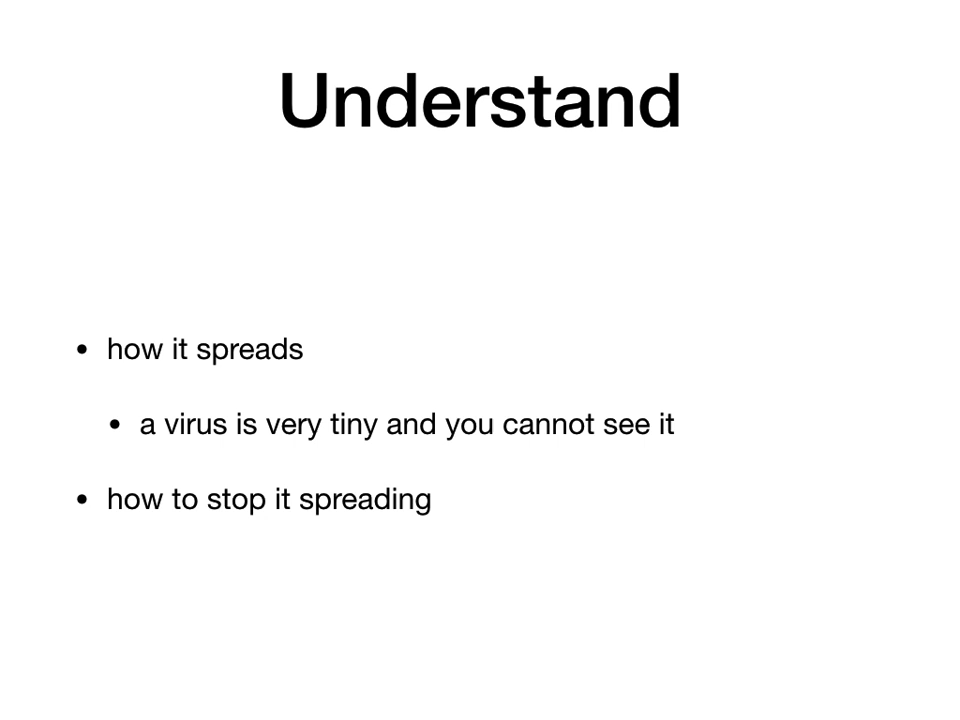 Understand
• how it spreads
• a virus is very tiny and you cannot see it
• how to stop it spreading